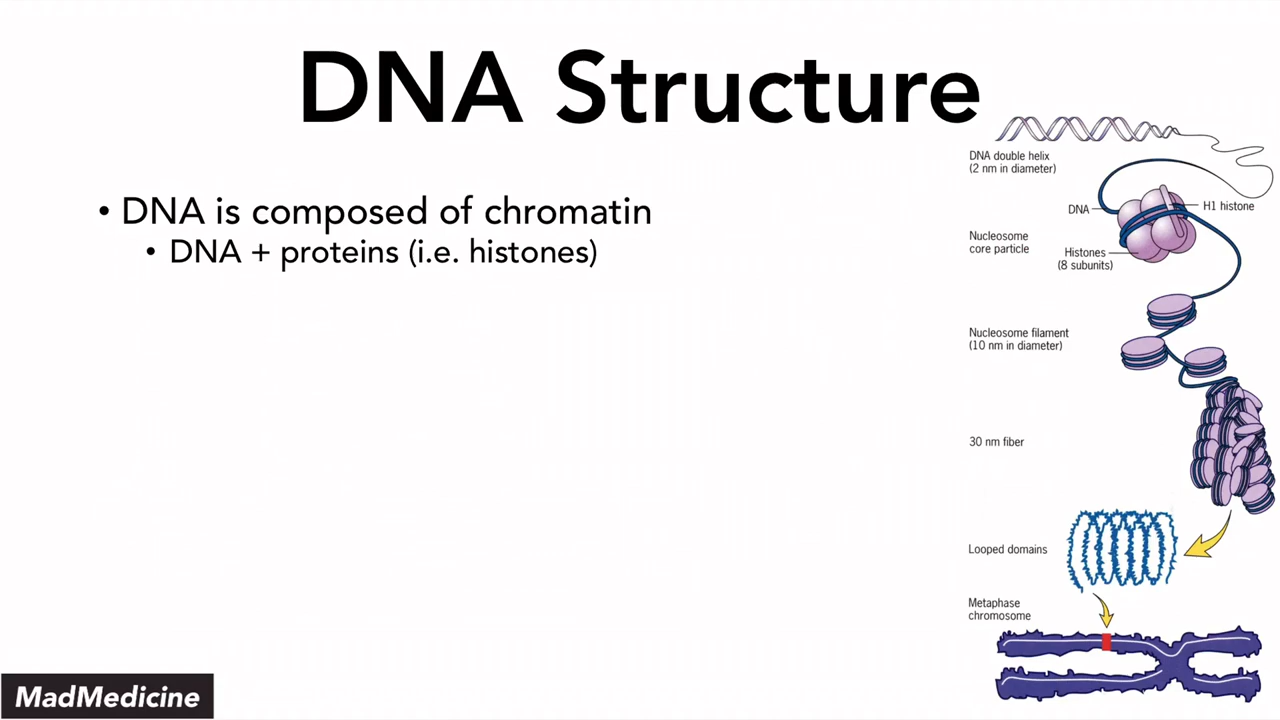 DNA Structure
• DNA is composed of chromatin
• DNA + proteins (i.e. histones)
DNA double helix
(2 nm in diameter)
DNA
H1 histone
Nucleosome
core particle
Histones
(8 subunits)
Nucleosome filament
(10 nm in diameter)
30 nm fiber
Looped domains
Metaphase
chromosome
MadMedicine